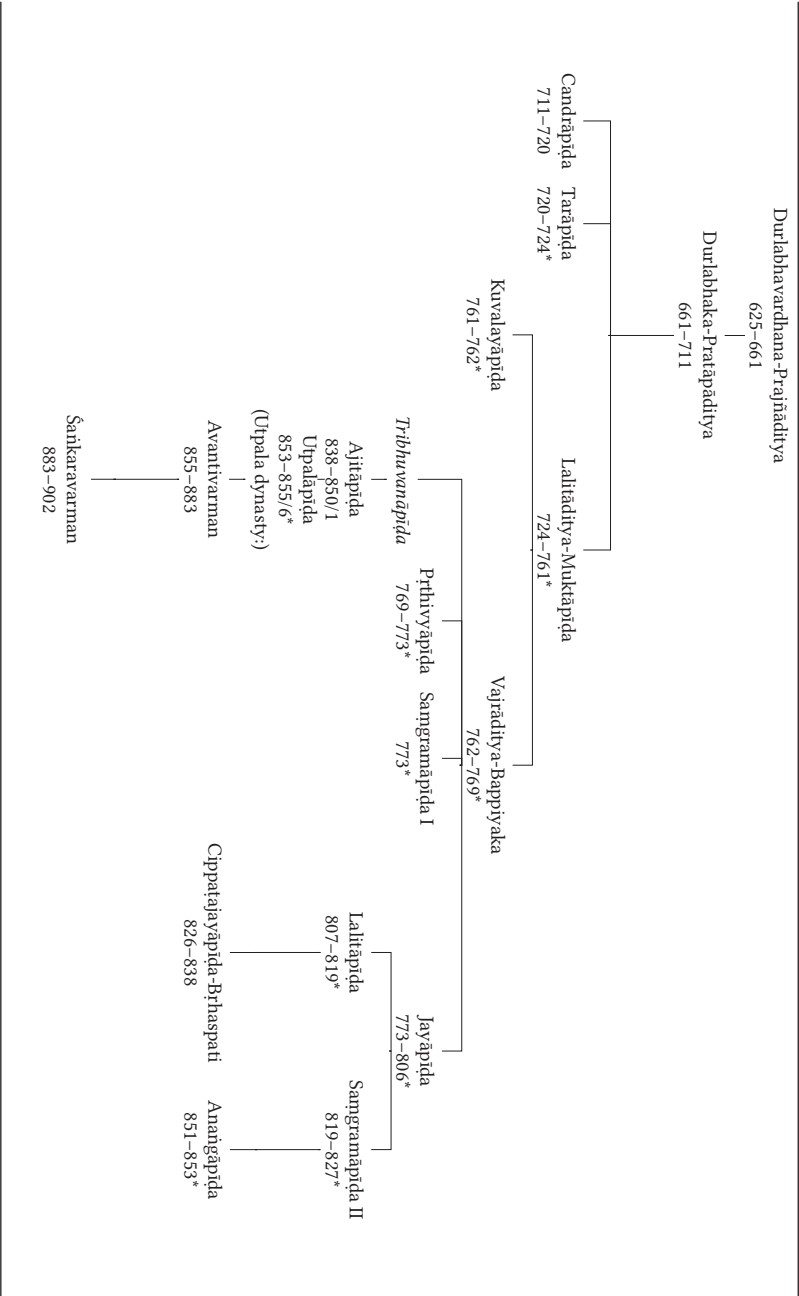 Durlabhavardhana-Prajñāditya
625–661
Durlabhaka-Pratāpāditya
661–711
Candrāpīḍa
711–720
Tarāpīḍa
720–724*
Lalitāditya-Muktāpīḍa
724–761*
Kuvalayāpīḍa
761–762*
Vajrāditya-Bappiyaka
762–769*
Tribhuvanāpīḍa
Pṛthivyāpīḍa
769–773*
Saṃgramāpīḍa I
773*
Jayāpīḍa
773–806*
Ajitāpīḍa
838–850/1
Utpalāpīḍa
853–855/6*
(Utpala dynasty:)
Lalitāpīḍa
807–819*
Saṃgramāpīḍa II
819–827*
Avantivarman
855–883
Cippaṭajayāpīḍa-Bṛhaspati
826–838
Anaṅgāpīḍa
851–853*
Śaṅkaravarman
883–902